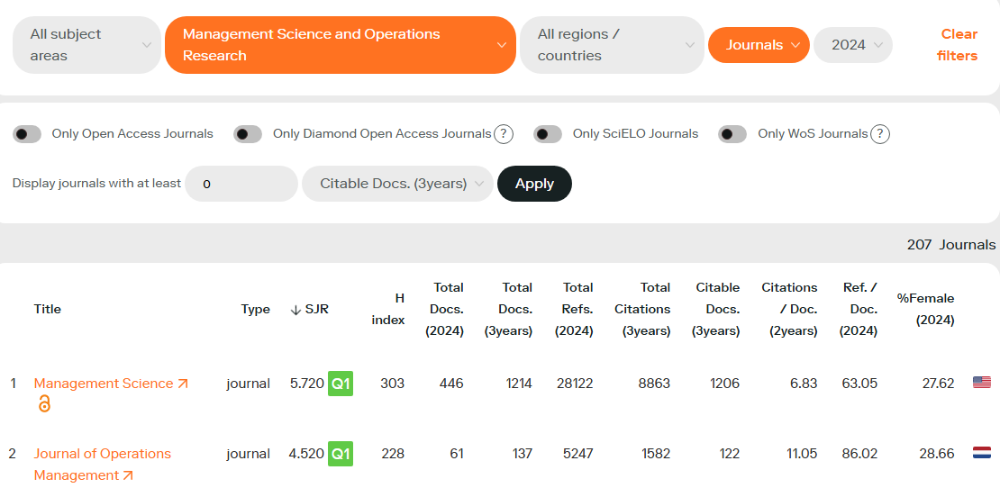 All subject areas
Management Science and Operations Research
All regions / countries
Journals
2024
Clear filters
Only Open Access Journals
Only Diamond Open Access Journals ?
Only SciELO Journals
Only WoS Journals ?
Display journals with at least 0 Citable Docs. (3years) Apply
207 Journals
Title Type ↓ SJR H index Total Docs. (2024) Total Docs. (3years) Total Refs. (2024) Total Citations (3years) Citable Docs. (3years) Citations / Doc. (2years) Ref. / Doc. (2024) %Female (2024)
1 Management Science journal 5.720 Q1 303 446 1214 28122 8863 1206 6.83 63.05 27.62
2 Journal of Operations Management journal 4.520 Q1 228 61 137 5247 1582 122 11.05 86.02 28.66